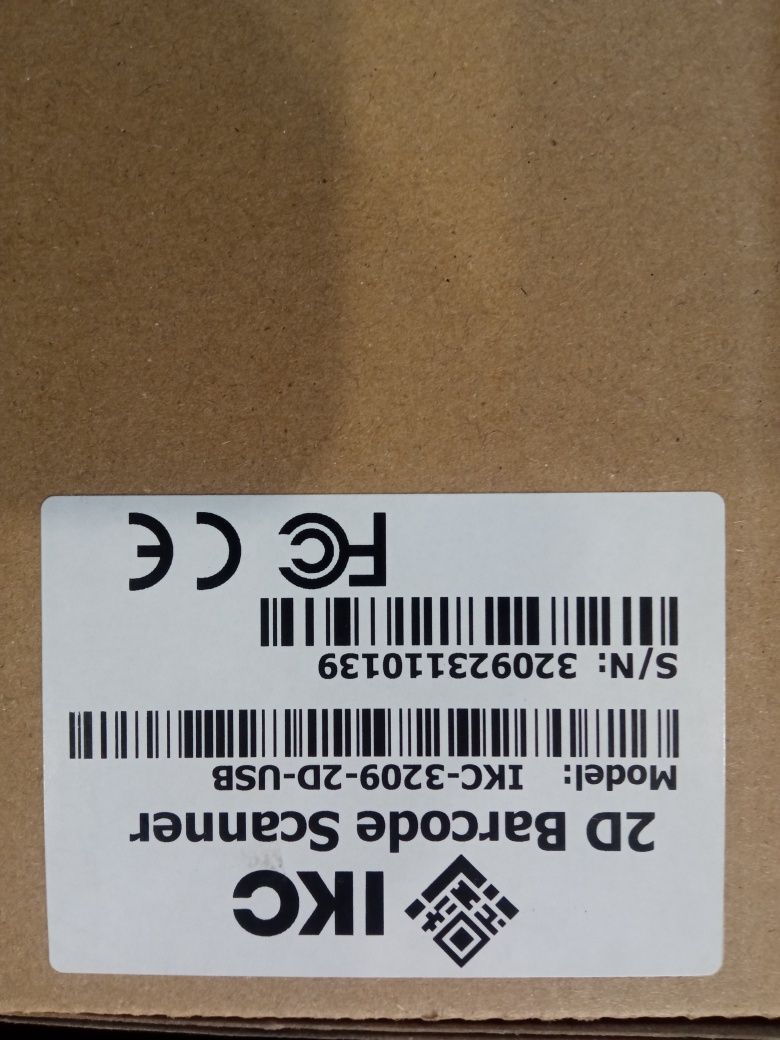 IKC
2D Barcode Scanner
Model: IKC-3209-2D-USB
S/N: 320923110139
FC CE